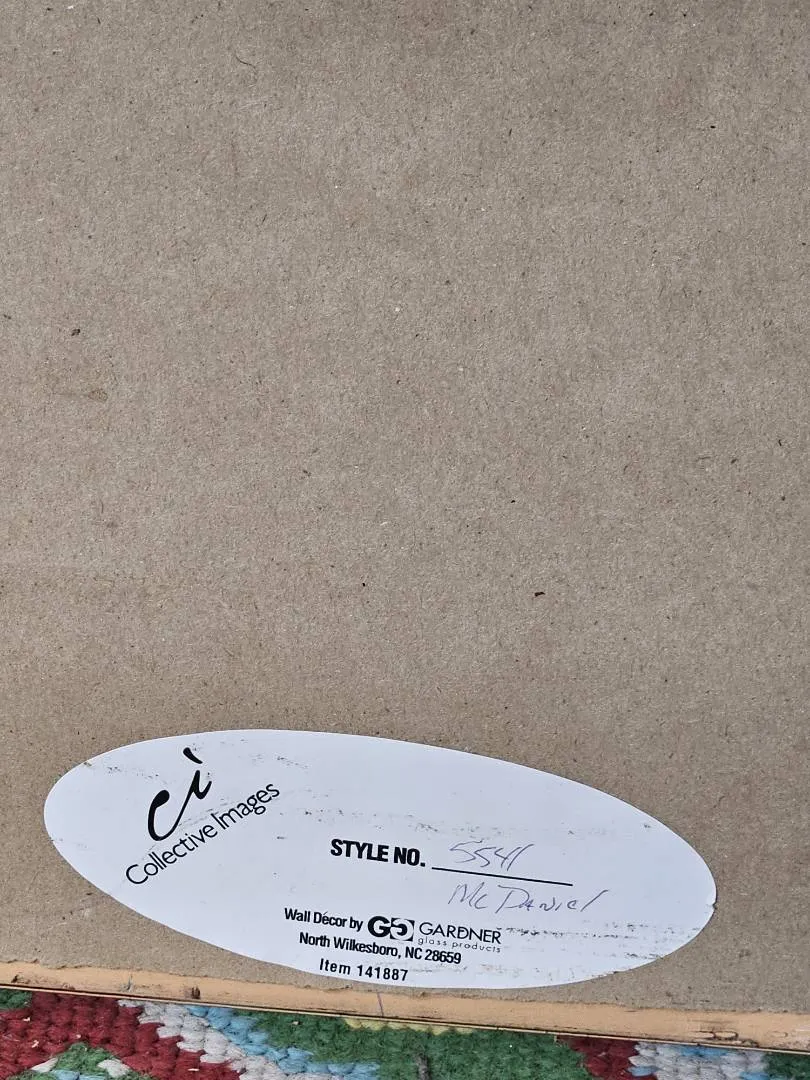 ci
Collective Images
STYLE NO. 5541
McDaniel
Wall Décor by GG GARDNER
glass products
North Wilkesboro, NC 28659
Item 141887